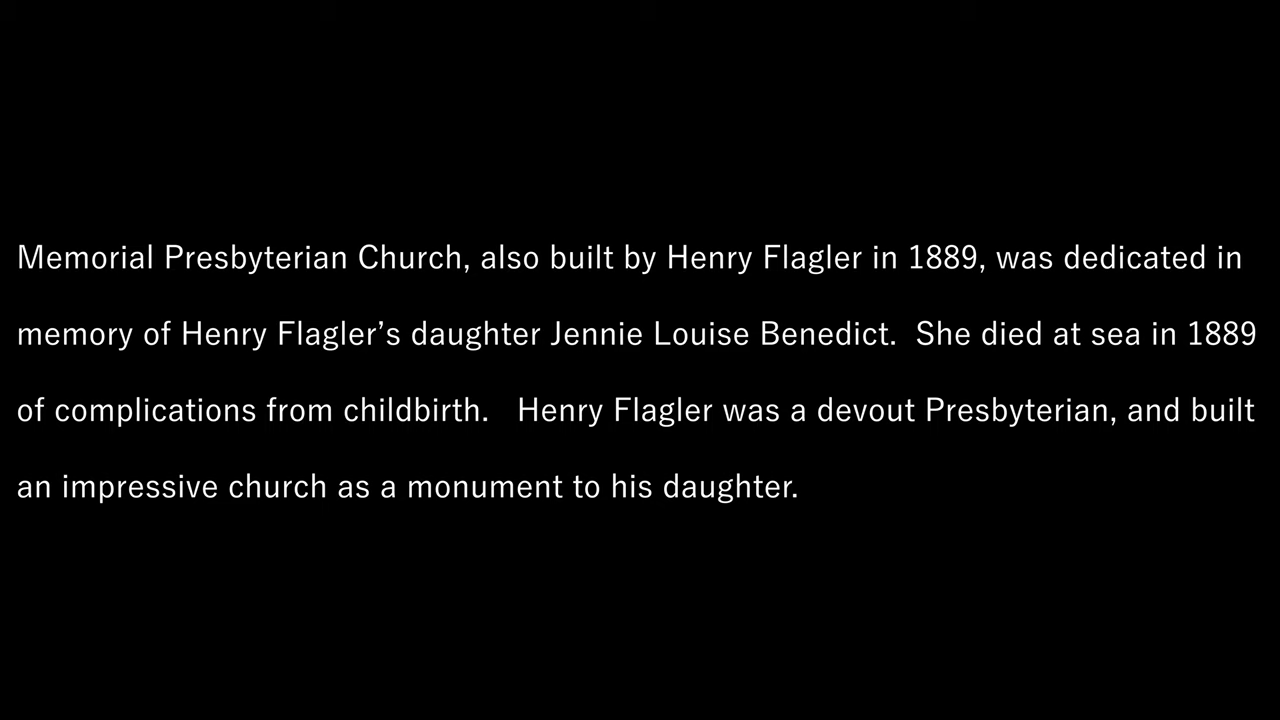 Memorial Presbyterian Church, also built by Henry Flagler in 1889, was dedicated in
memory of Henry Flagler’s daughter Jennie Louise Benedict.  She died at sea in 1889
of complications from childbirth.   Henry Flagler was a devout Presbyterian, and built
an impressive church as a monument to his daughter.